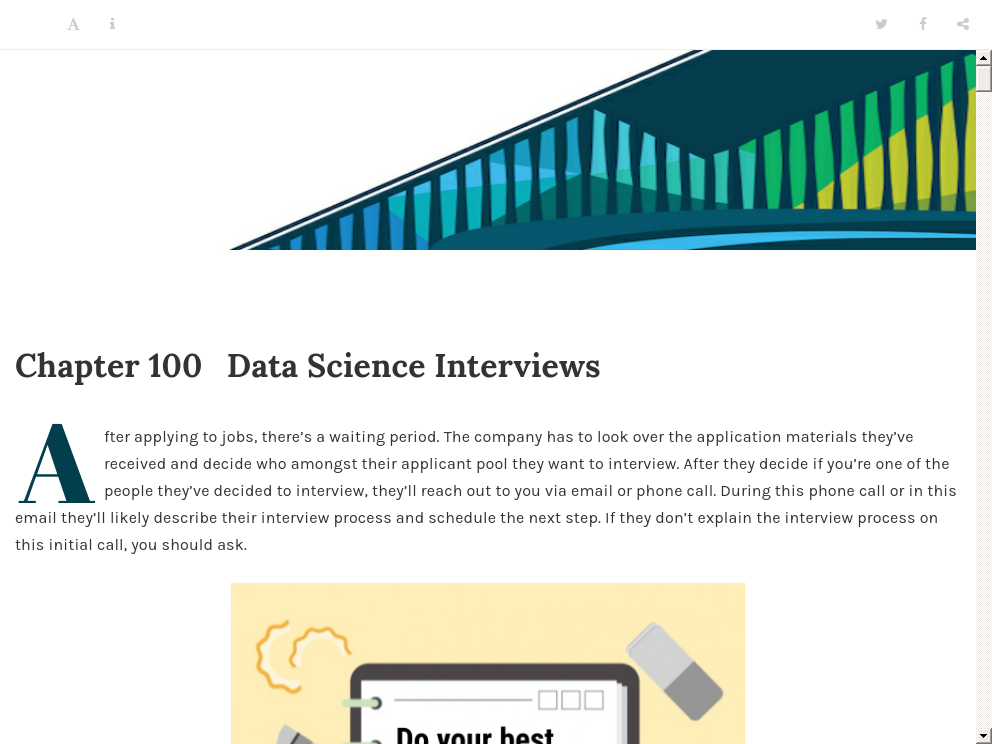 Chapter 100 Data Science Interviews
After applying to jobs, there’s a waiting period. The company has to look over the application materials they’ve
received and decide who amongst their applicant pool they want to interview. After they decide if you’re one of the
people they’ve decided to interview, they’ll reach out to you via email or phone call. During this phone call or in this
email they’ll likely describe their interview process and schedule the next step. If they don’t explain the interview process on
this initial call, you should ask.
Do your best